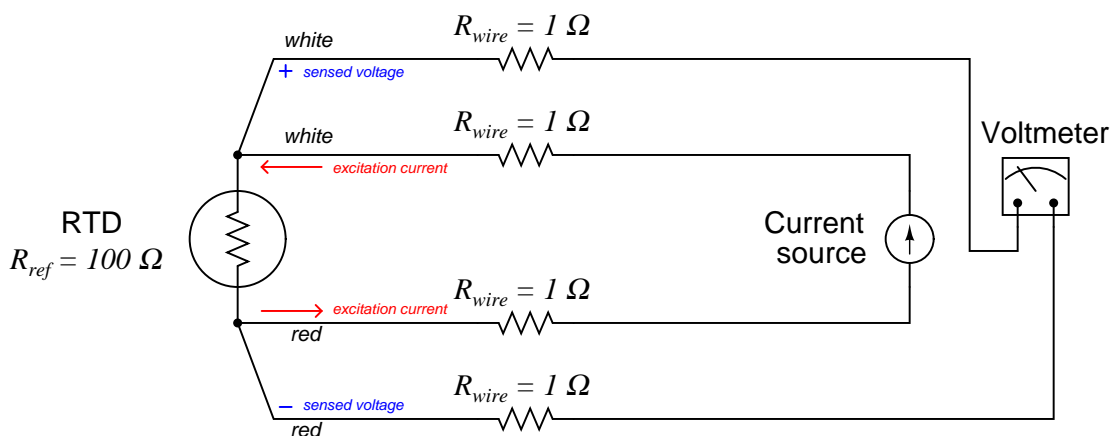 R_wire = 1 Ω
white
+ sensed voltage
R_wire = 1 Ω
white
excitation current
Voltmeter
RTD
R_ref = 100 Ω
Current
source
R_wire = 1 Ω
excitation current
red
R_wire = 1 Ω
− sensed voltage
red